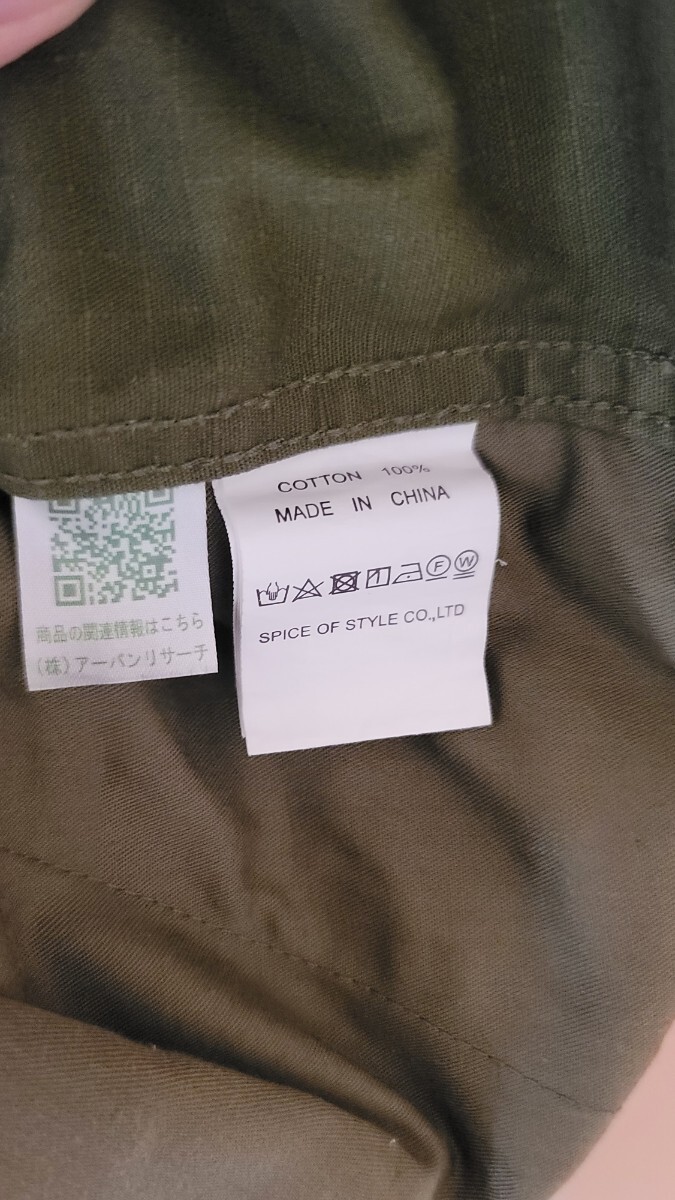 商品の関連情報はこちら
(株)アーバンリサーチ
COTTON 100%
MADE IN CHINA
F W
SPICE OF STYLE CO.,LTD